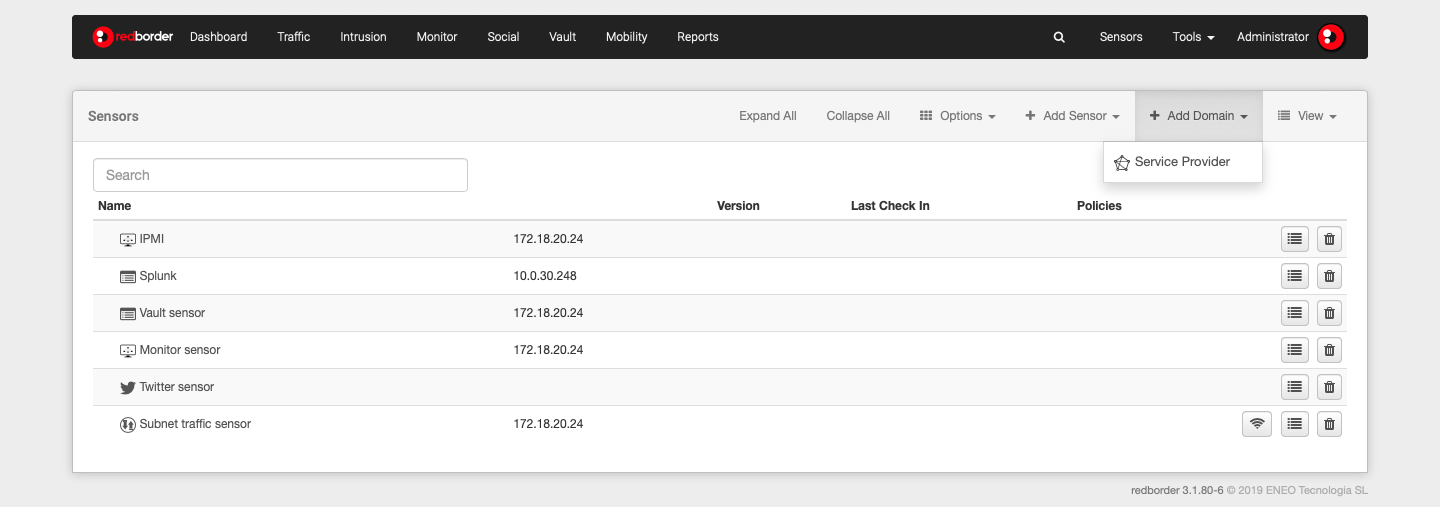 redborder Dashboard Traffic Intrusion Monitor Social Vault Mobility Reports Sensors Tools Administrator
Sensors Expand All Collapse All Options Add Sensor Add Domain View
Service Provider
Search
Name Version Last Check In Policies
IPMI 172.18.20.24
Splunk 10.0.30.248
Vault sensor 172.18.20.24
Monitor sensor 172.18.20.24
Twitter sensor
Subnet traffic sensor 172.18.20.24
redborder 3.1.80-6 © 2019 ENEO Tecnologia SL